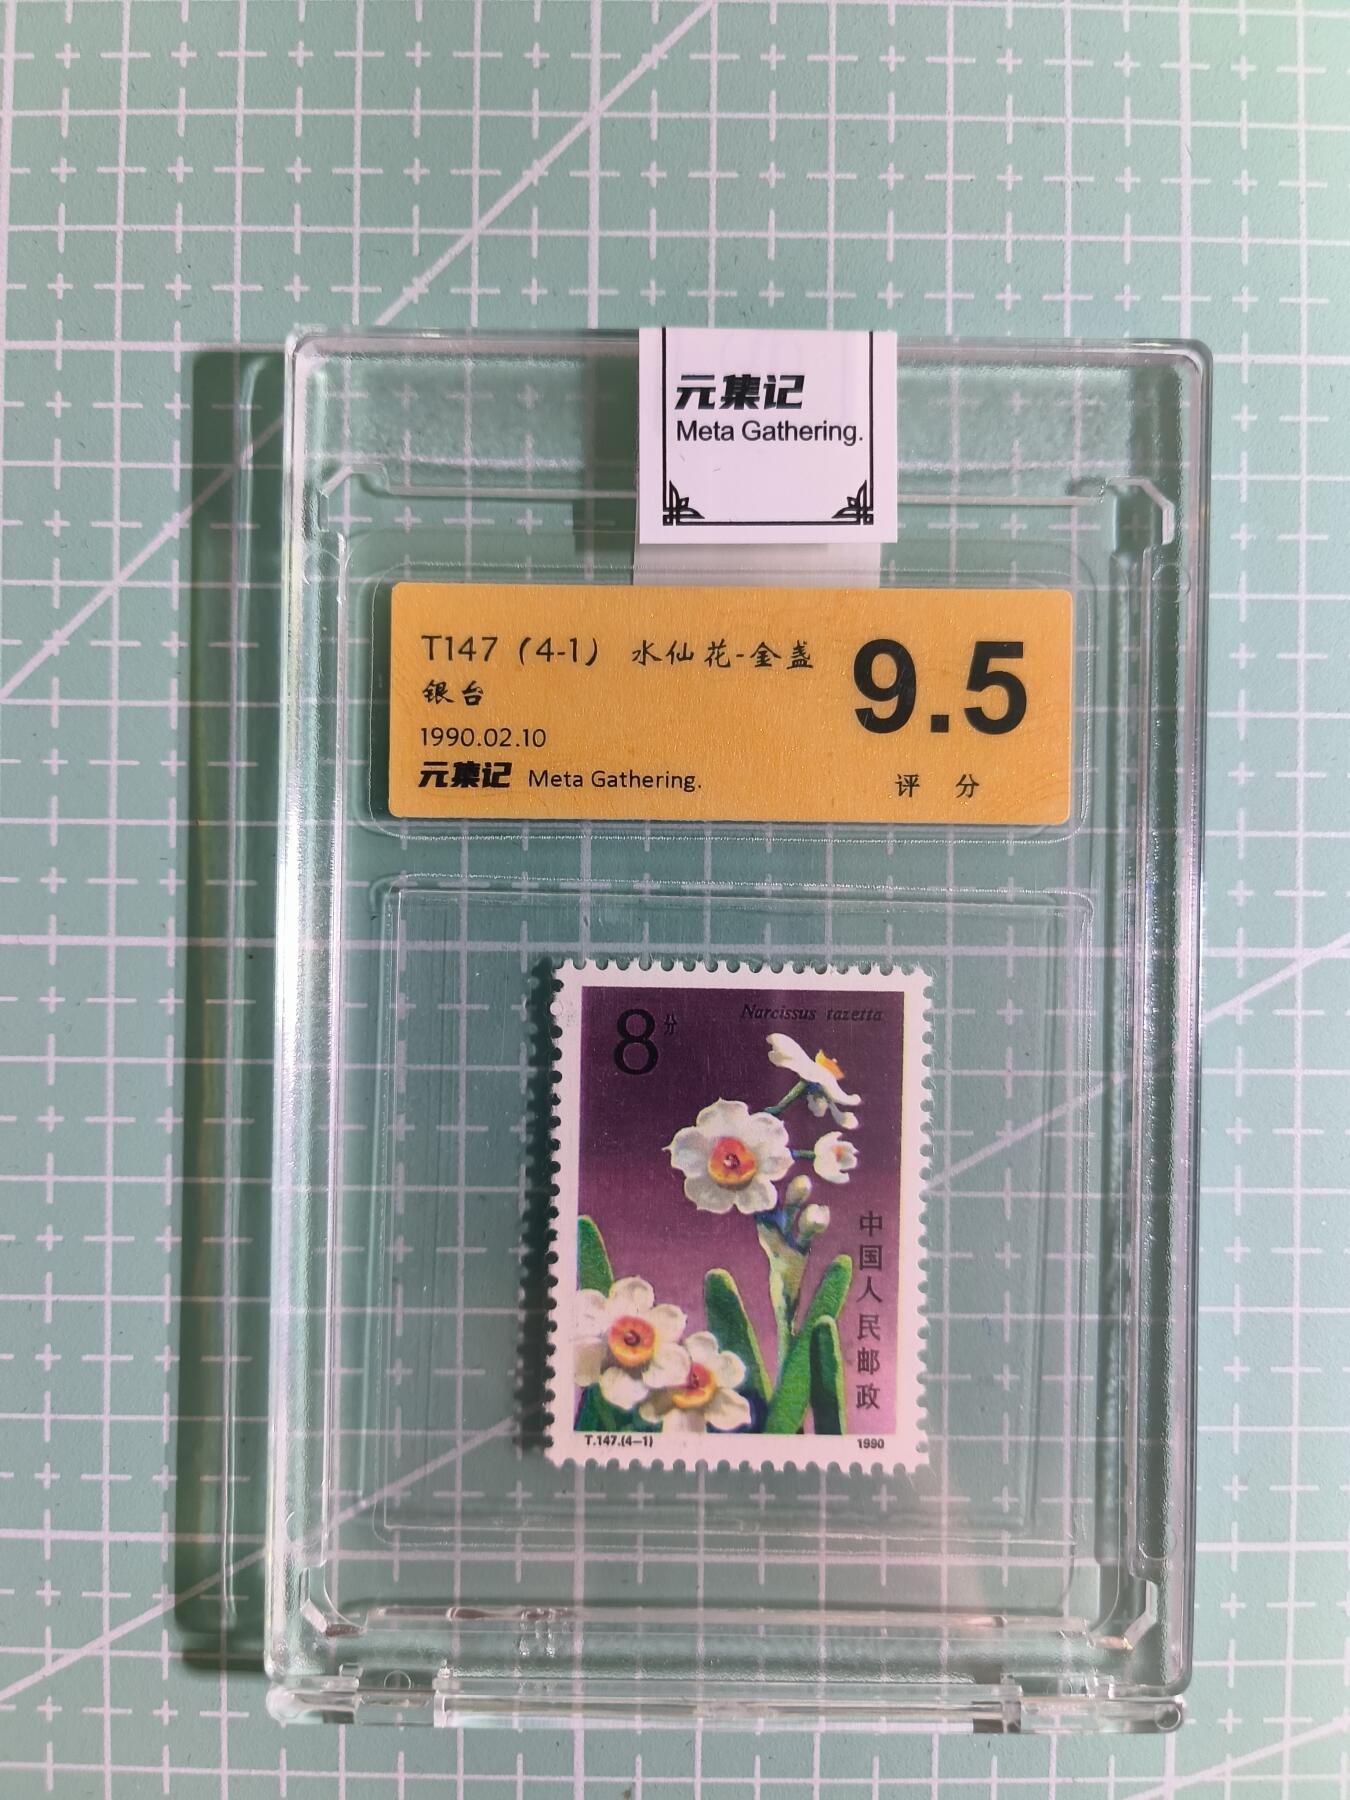 元集记
Meta Gathering.
T147（4-1） 水仙花-金盏
银台
1990.02.10
元集记 Meta Gathering.
9.5
评 分
8分
Narcissus tazetta
中国人民邮政
T.147.(4-1)
1990